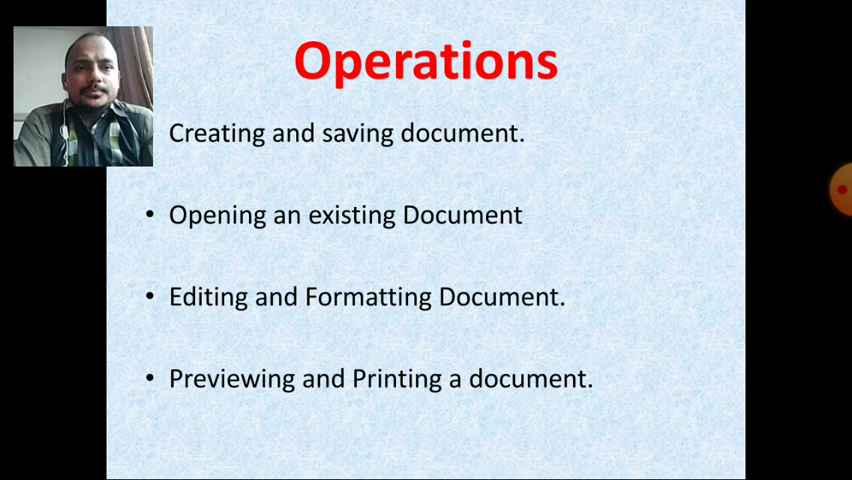 Operations
Creating and saving document.
• Opening an existing Document
• Editing and Formatting Document.
• Previewing and Printing a document.